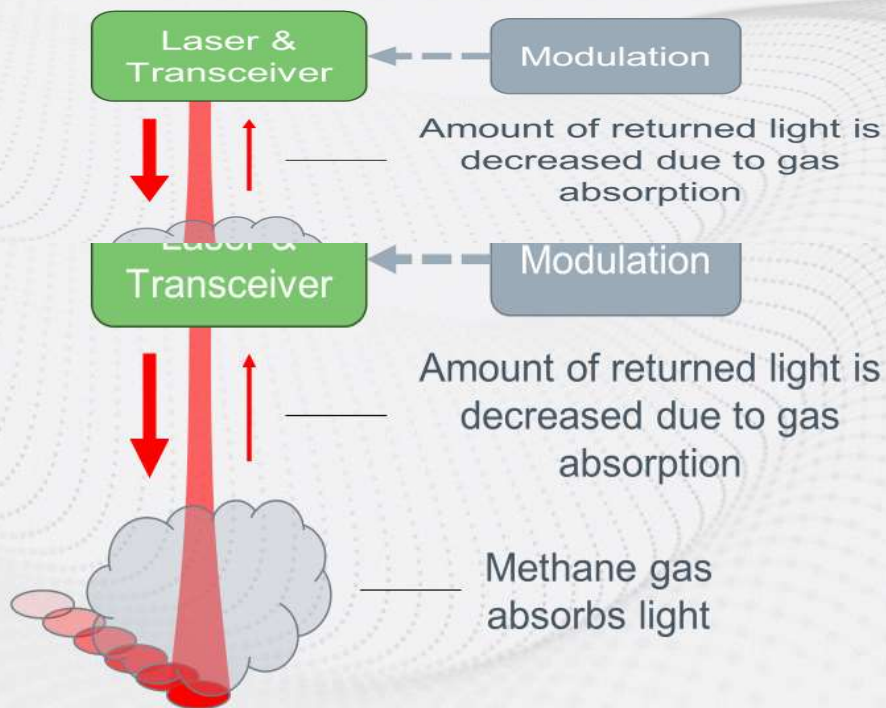 Laser &
Transceiver
Modulation
Amount of returned light is
decreased due to gas
absorption
Laser &
Transceiver
Modulation
Amount of returned light is
decreased due to gas
absorption
Methane gas
absorbs light